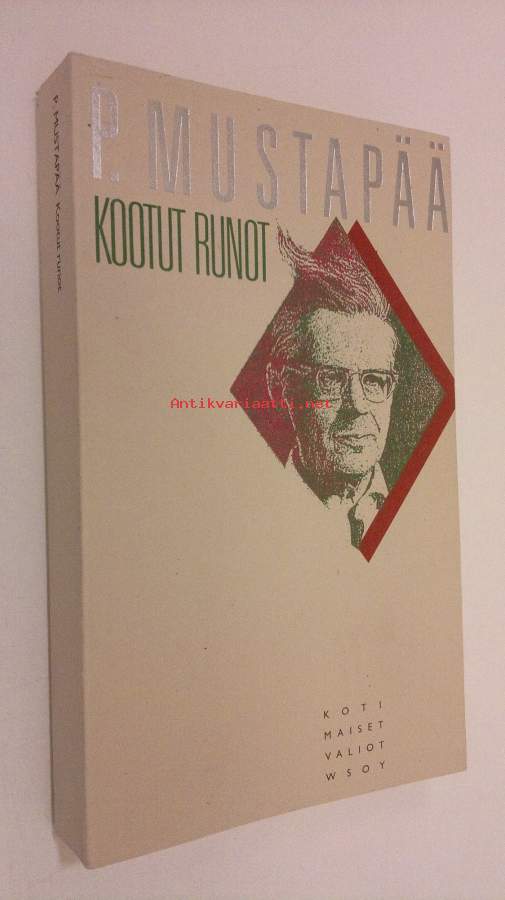 P. MUSTAPÄÄ
KOOTUT RUNOT
P. MUSTAPÄÄ Kootut runot
Antikvariaatti.net
KOTI
MAISET
VALIOT
WSOY